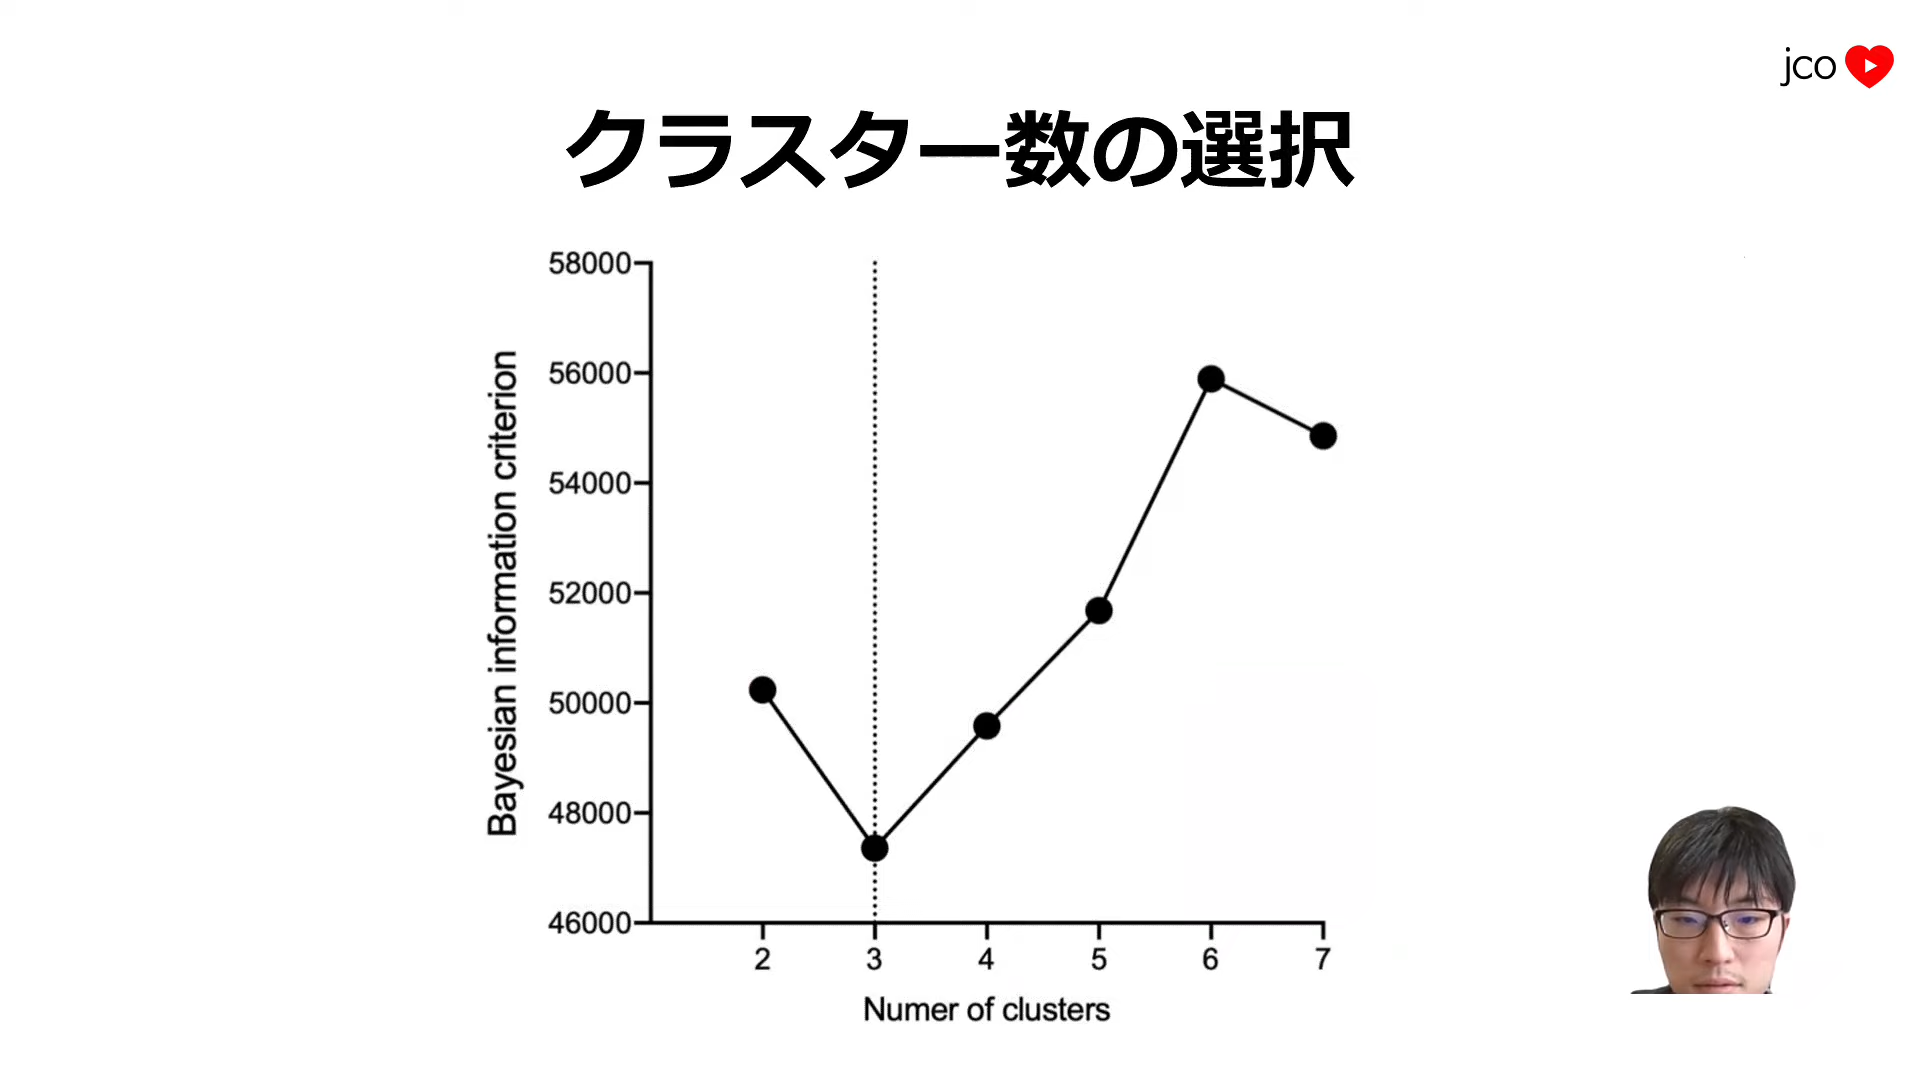 jco
クラスター数の選択
Bayesian information criterion
58000
56000
54000
52000
50000
48000
46000
2 3 4 5 6 7
Numer of clusters